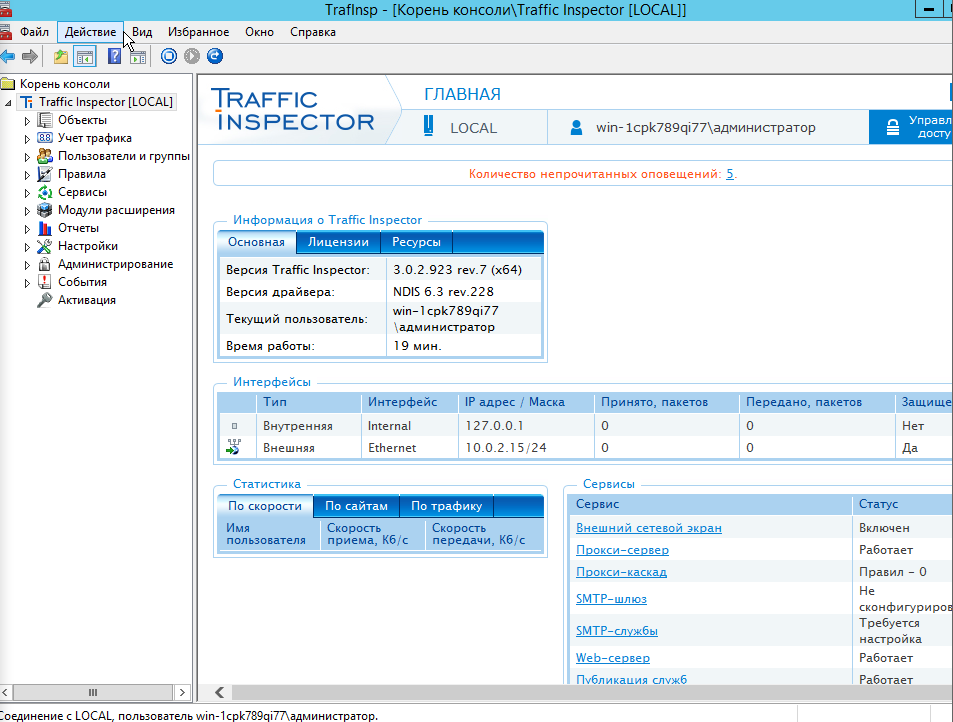 TrafInsp - [Корень консоли\Traffic Inspector [LOCAL]]
Файл Действие Вид Избранное Окно Справка
Корень консоли
Traffic Inspector [LOCAL]
Объекты
Учет трафика
Пользователи и группы
Правила
Сервисы
Модули расширения
Отчеты
Настройки
Администрирование
События
Активация
TRAFFIC
INSPECTOR
ГЛАВНАЯ
LOCAL win-1cpk789qi77\администратор
Управл
досту
Количество непрочитанных оповещений: 5.
Информация о Traffic Inspector
Основная Лицензии Ресурсы
Версия Traffic Inspector: 3.0.2.923 rev.7 (x64)
Версия драйвера: NDIS 6.3 rev.228
Текущий пользователь: win-1cpk789qi77
\администратор
Время работы: 19 мин.
Интерфейсы
Тип Интерфейс IP адрес / Маска Принято, пакетов Передано, пакетов Защище
Внутренняя Internal 127.0.0.1 0 0 Нет
Внешняя Ethernet 10.0.2.15/24 0 0 Да
Статистика
По скорости По сайтам По трафику
Имя
пользователя
Скорость
приема, Кб/с
Скорость
передачи, Кб/с
Сервисы
Сервис Статус
Внешний сетевой экран Включен
Прокси-сервер Работает
Прокси-каскад Правил - 0
SMTP-шлюз Не
сконфигуриров
SMTP-службы Требуется
настройка
Web-сервер Работает
Публикация служб Работает
Соединение с LOCAL, пользователь win-1cpk789qi77\администратор.